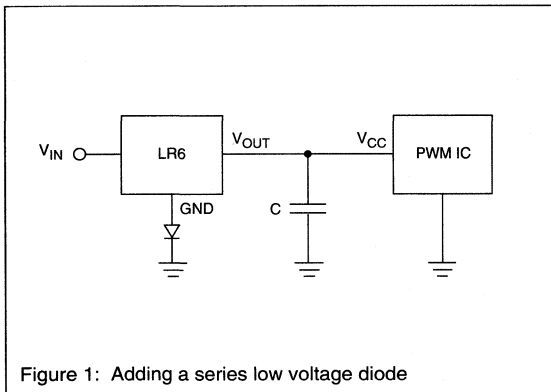 V_IN
LR6
V_OUT
V_CC
PWM IC
GND
C
Figure 1: Adding a series low voltage diode